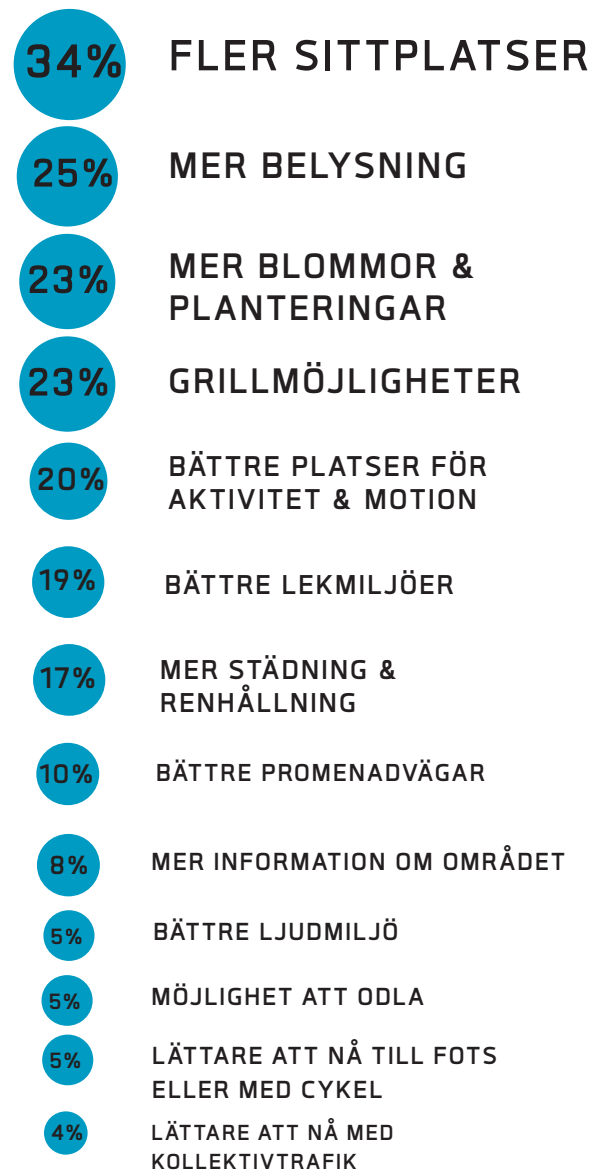 34% FLER SITTPLATSER
25% MER BELYSNING
23% MER BLOMMOR &
PLANTERINGAR
23% GRILLMÖJLIGHETER
20% BÄTTRE PLATSER FÖR
AKTIVITET & MOTION
19% BÄTTRE LEKMILJÖER
17% MER STÄDNING &
RENHÅLLNING
10% BÄTTRE PROMENADVÄGAR
8% MER INFORMATION OM OMRÅDET
5% BÄTTRE LJUDMILJÖ
5% MÖJLIGHET ATT ODLA
5% LÄTTARE ATT NÅ TILL FOTS
ELLER MED CYKEL
4% LÄTTARE ATT NÅ MED
KOLLEKTIVTRAFIK